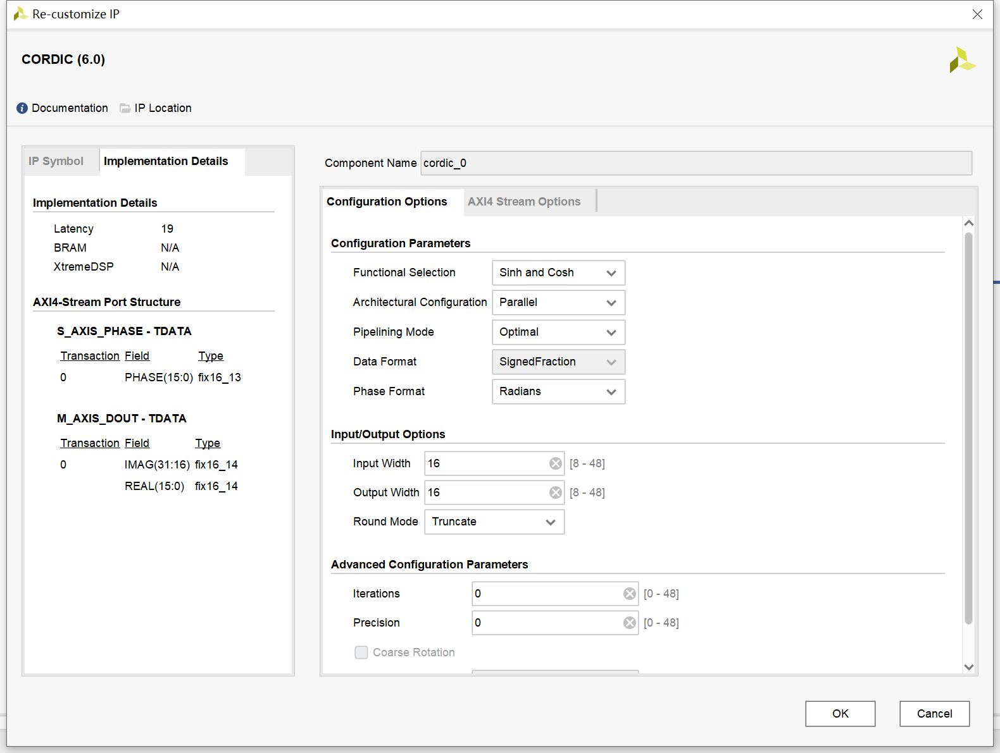 Re-customize IP
CORDIC (6.0)
Documentation IP Location
IP Symbol Implementation Details
Implementation Details
Latency 19
BRAM N/A
XtremeDSP N/A
AXI4-Stream Port Structure
S_AXIS_PHASE - TDATA
Transaction Field Type
0 PHASE(15:0) fix16_13
M_AXIS_DOUT - TDATA
Transaction Field Type
0 IMAG(31:16) fix16_14
REAL(15:0) fix16_14
Component Name cordic_0
Configuration Options AXI4 Stream Options
Configuration Parameters
Functional Selection Sinh and Cosh
Architectural Configuration Parallel
Pipelining Mode Optimal
Data Format SignedFraction
Phase Format Radians
Input/Output Options
Input Width 16 [8 - 48]
Output Width 16 [8 - 48]
Round Mode Truncate
Advanced Configuration Parameters
Iterations 0 [0 - 48]
Precision 0 [0 - 48]
Coarse Rotation
OK Cancel